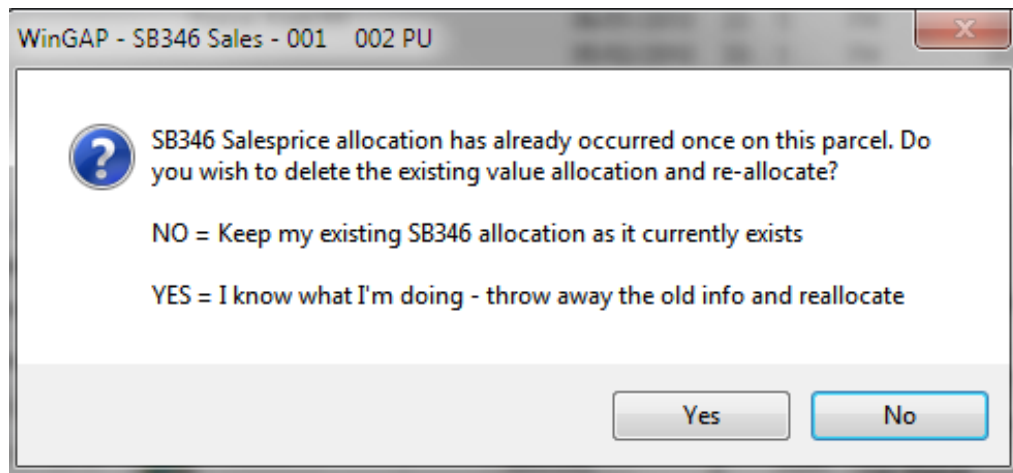 WinGAP - SB346 Sales - 001    002 PU
SB346 Salesprice allocation has already occurred once on this parcel. Do
you wish to delete the existing value allocation and re-allocate?
NO = Keep my existing SB346 allocation as it currently exists
YES = I know what I'm doing - throw away the old info and reallocate
Yes
No